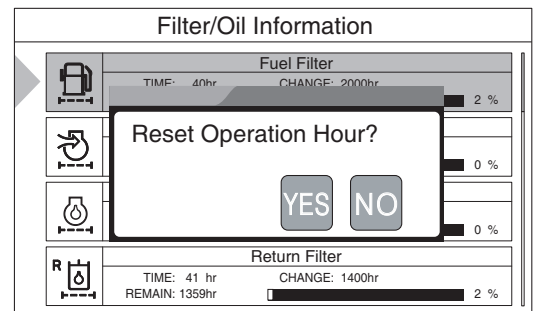 Filter/Oil Information
Fuel Filter
TIME: 40hr CHANGE: 2000hr
2 %
Reset Operation Hour?
0 %
YES NO
0 %
Return Filter
R
TIME: 41 hr CHANGE: 1400hr
REMAIN: 1359hr 2 %